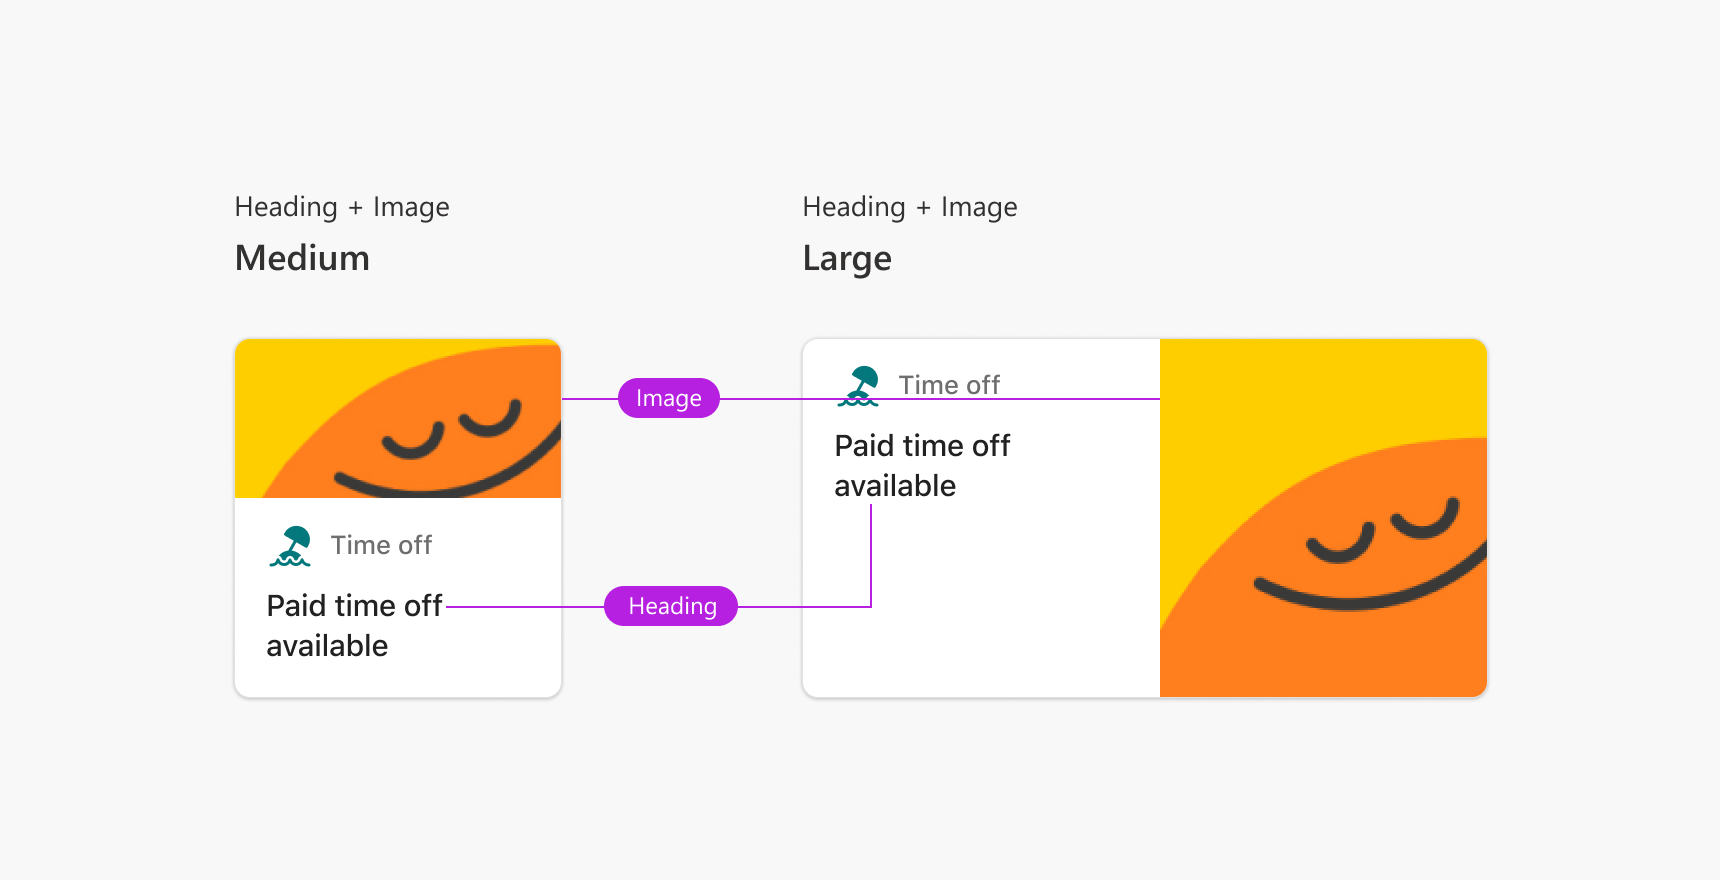 Heading + Image
Medium
Time off
Paid time off
available
Image
Heading
Heading + Image
Large
Time off
Paid time off
available